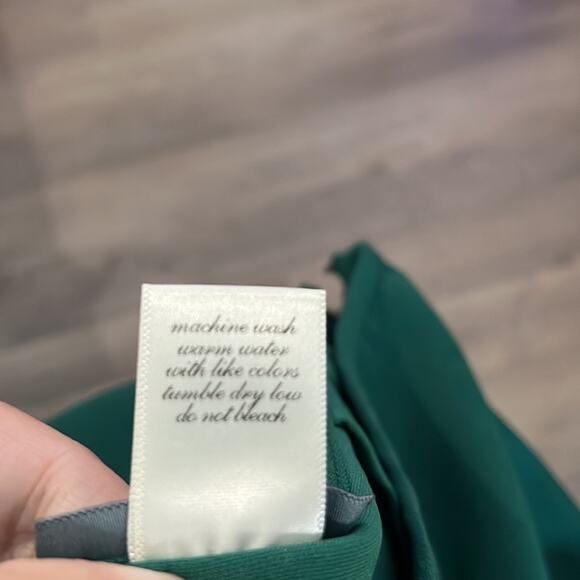 machine wash
warm water
with like colors
tumble dry low
do not bleach